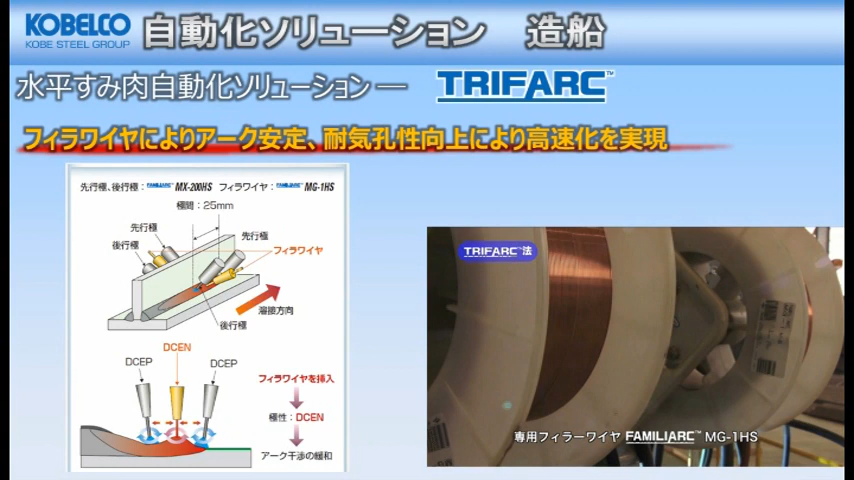 KOBELCO
KOBE STEEL GROUP
自動化ソリューション 造船
水平すみ肉自動化ソリューション ― TRIFARC™
フィラワイヤによりアーク安定、耐気孔性向上により高速化を実現
先行極、後行極：FAMILIARC™ MX-200HS フィラワイヤ：FAMILIARC™ MG-1HS
極間：25mm
先行極
後行極
先行極
フィラワイヤ
溶接方向
後行極
DCEN
DCEP
DCEP
フィラワイヤを挿入
極性：DCEN
アーク干渉の緩和
TRIFARC™法
専用フィラーワイヤ FAMILIARC™ MG-1HS